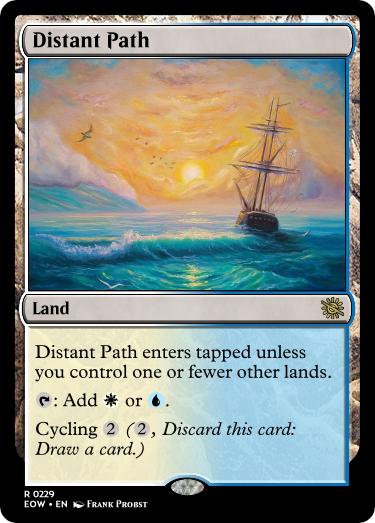 Distant Path
Land
Distant Path enters tapped unless
you control one or fewer other lands.
: Add or .
Cycling 2 (2, Discard this card:
Draw a card.)
R 0229
EOW • EN Frank Probst